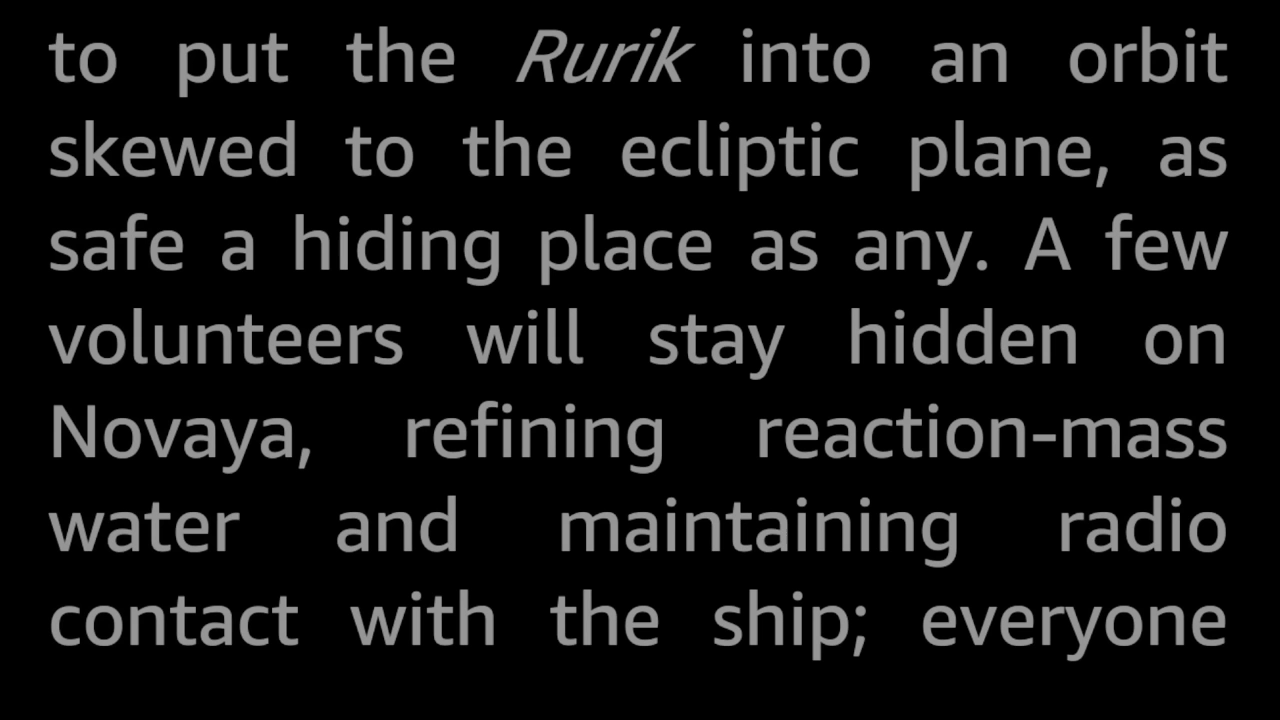 to put the Rurik into an orbit
skewed to the ecliptic plane, as
safe a hiding place as any. A few
volunteers will stay hidden on
Novaya, refining reaction-mass
water and maintaining radio
contact with the ship; everyone